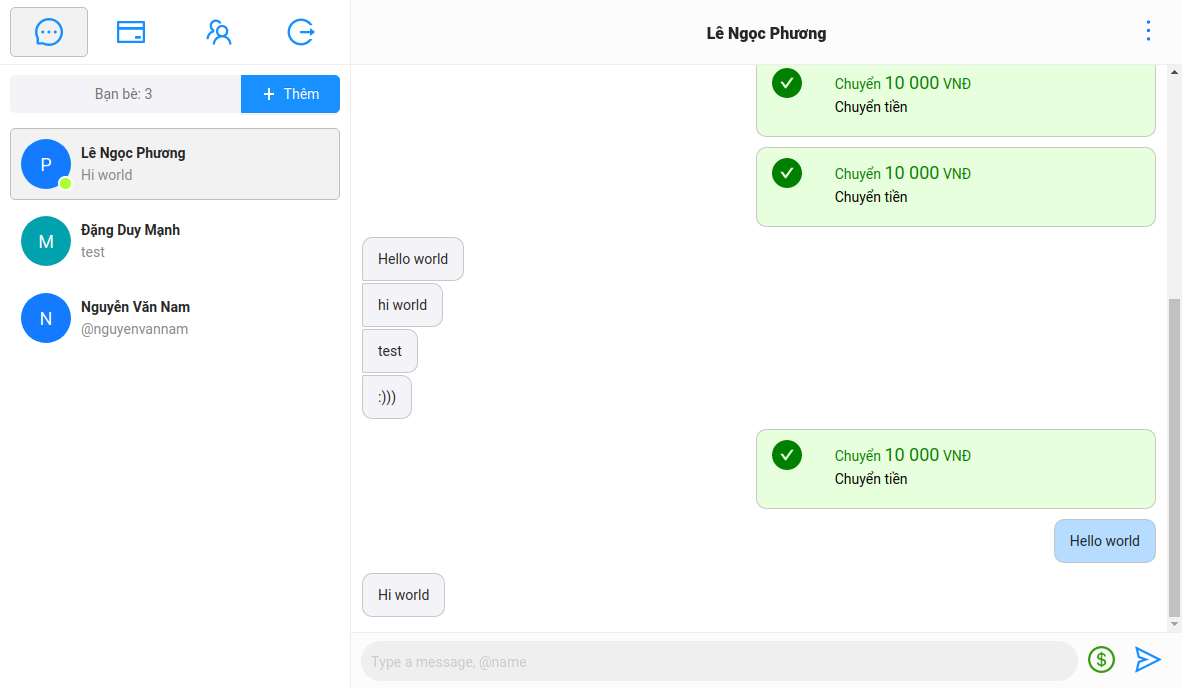 Bạn bè: 3
+ Thêm
Lê Ngọc Phương
P
Lê Ngọc Phương
Hi world
M
Đặng Duy Mạnh
test
N
Nguyễn Văn Nam
@nguyenvannam
Chuyển 10 000 VNĐ
Chuyển tiền
Chuyển 10 000 VNĐ
Chuyển tiền
Hello world
hi world
test
:)))
Chuyển 10 000 VNĐ
Chuyển tiền
Hello world
Hi world
Type a message, @name
$